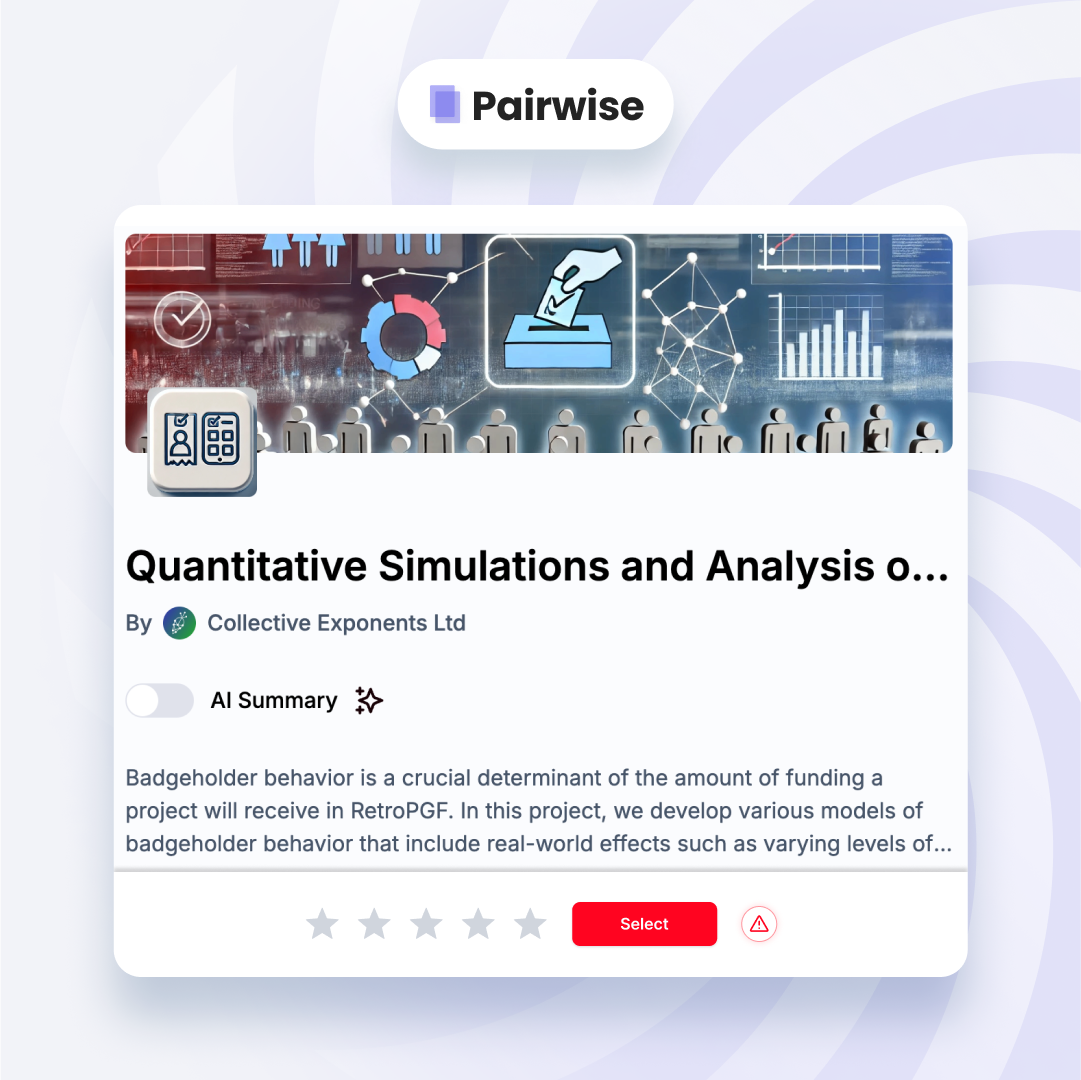 Pairwise
Quantitative Simulations and Analysis o...
By Collective Exponents Ltd
AI Summary
Badgeholder behavior is a crucial determinant of the amount of funding a
project will receive in RetroPGF. In this project, we develop various models of
badgeholder behavior that include real-world effects such as varying levels of...
Select